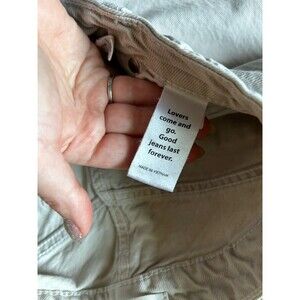 Lovers
come and
go.
Good
jeans last
forever.
MADE IN VIETNAM